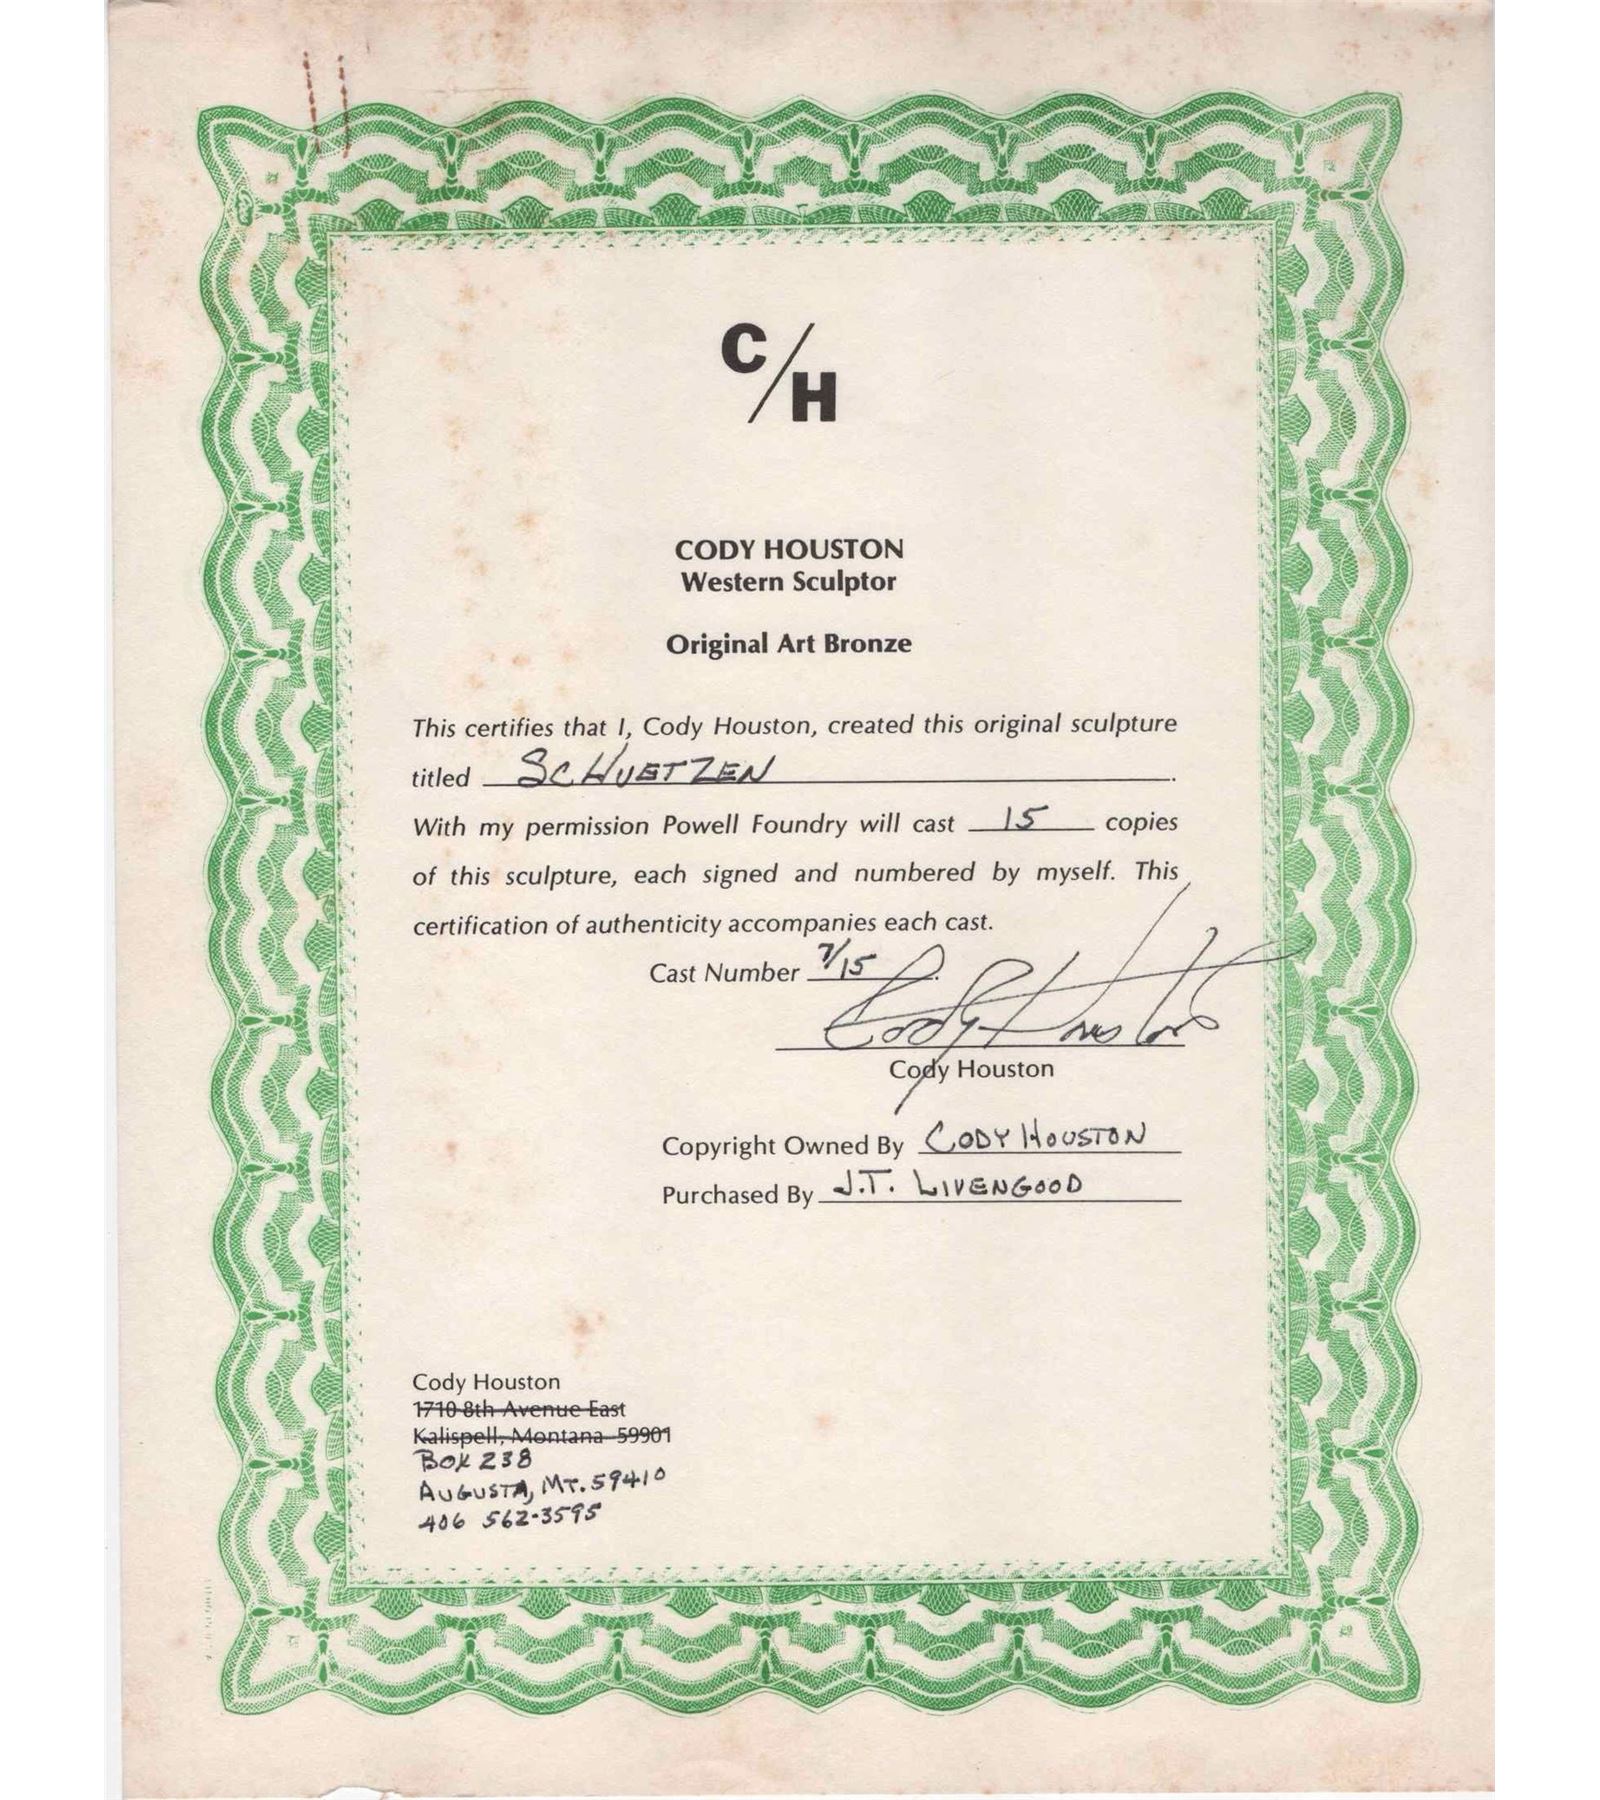 C/H
CODY HOUSTON
Western Sculptor
Original Art Bronze
This certifies that I, Cody Houston, created this original sculpture
titled SCHUETZEN.
With my permission Powell Foundry will cast 15 copies
of this sculpture, each signed and numbered by myself. This
certification of authenticity accompanies each cast.
Cast Number 7/15.
Cody Houston
Cody Houston
Copyright Owned By CODY HOUSTON
Purchased By J.T. LIVENGOOD
Cody Houston
1710 8th Avenue East
Kalispell, Montana 59901
BOX 238
AUGUSTA, MT. 59410
406 562-3595